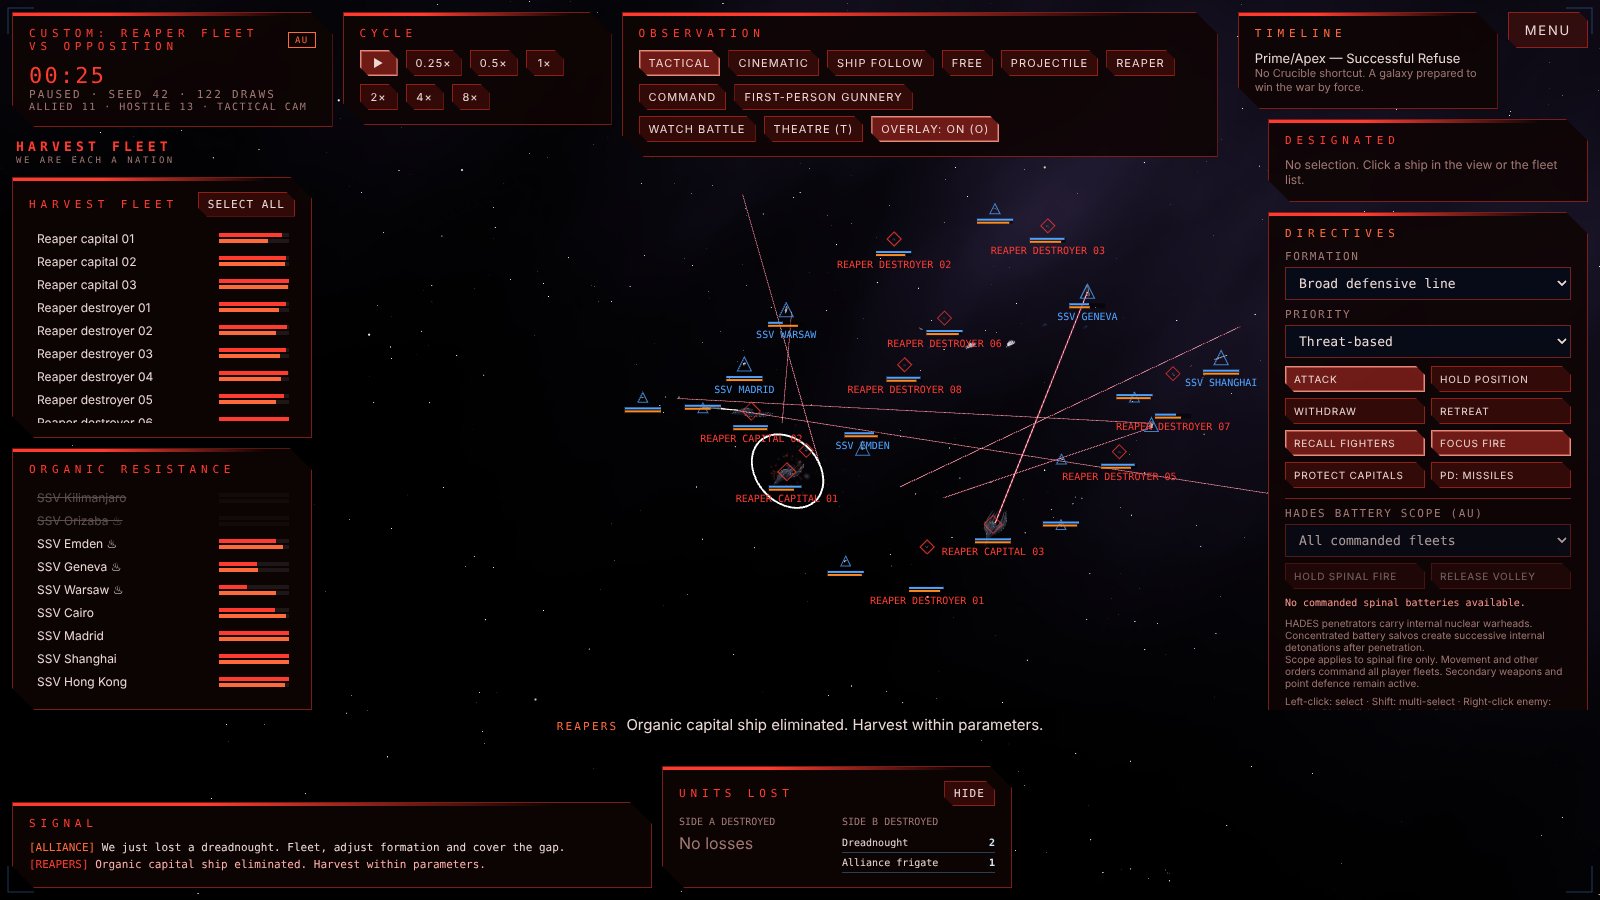 CUSTOM: REAPER FLEET
VS OPPOSITION
AU
00:25
PAUSED · SEED 42 · 122 DRAWS
ALLIED 11 · HOSTILE 13 · TACTICAL CAM
HARVEST FLEET
WE ARE EACH A NATION
CYCLE
0.25×
0.5×
1×
2×
4×
8×
OBSERVATION
TACTICAL
CINEMATIC
SHIP FOLLOW
FREE
PROJECTILE
REAPER
COMMAND
FIRST-PERSON GUNNERY
WATCH BATTLE
THEATRE (T)
OVERLAY: ON (O)
TIMELINE
Prime/Apex — Successful Refuse
No Crucible shortcut. A galaxy prepared to
win the war by force.
MENU
DESIGNATED
No selection. Click a ship in the view or the fleet
list.
HARVEST FLEET
SELECT ALL
Reaper capital 01
Reaper capital 02
Reaper capital 03
Reaper destroyer 01
Reaper destroyer 02
Reaper destroyer 03
Reaper destroyer 04
Reaper destroyer 05
Reaper destroyer 06
ORGANIC RESISTANCE
SSV Kilimanjaro
SSV Orizaba ♨
SSV Emden ♨
SSV Geneva ♨
SSV Warsaw ♨
SSV Cairo
SSV Madrid
SSV Shanghai
SSV Hong Kong
REAPER DESTROYER 03
REAPER DESTROYER 02
SSV GENEVA
SSV WARSAW
REAPER DESTROYER 06
SSV SHANGHAI
SSV MADRID
REAPER DESTROYER 08
REAPER DESTROYER 07
REAPER CAPITAL 02
SSV EMDEN
REAPER DESTROYER 05
REAPER CAPITAL 01
REAPER CAPITAL 03
REAPER DESTROYER 01
DIRECTIVES
FORMATION
Broad defensive line
PRIORITY
Threat-based
ATTACK
HOLD POSITION
WITHDRAW
RETREAT
RECALL FIGHTERS
FOCUS FIRE
PROTECT CAPITALS
PD: MISSILES
HADES BATTERY SCOPE (AU)
All commanded fleets
HOLD SPINAL FIRE
RELEASE VOLLEY
No commanded spinal batteries available.
HADES penetrators carry internal nuclear warheads.
Concentrated battery salvos create successive internal
detonations after penetration.
Scope applies to spinal fire only. Movement and other
orders command all player fleets. Secondary weapons and
point defence remain active.
Left-click: select · Shift: multi-select · Right-click enemy:
REAPERS Organic capital ship eliminated. Harvest within parameters.
SIGNAL
[ALLIANCE] We just lost a dreadnought. Fleet, adjust formation and cover the gap.
[REAPERS] Organic capital ship eliminated. Harvest within parameters.
UNITS LOST
HIDE
SIDE A DESTROYED
No losses
SIDE B DESTROYED
Dreadnought 2
Alliance frigate 1